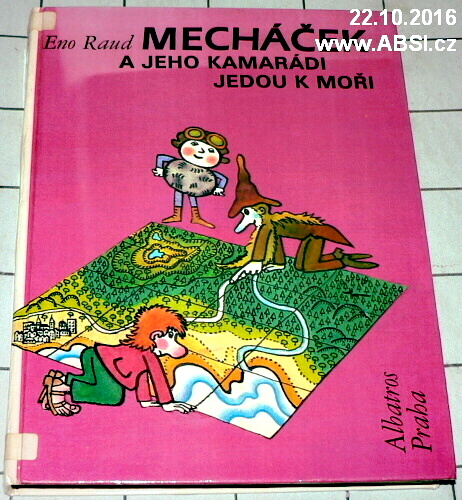 22.10.2016
www.ABSI.cz
Eno Raud MECHÁČEK
A JEHO KAMARÁDI
JEDOU K MOŘI
Albatros
Praha